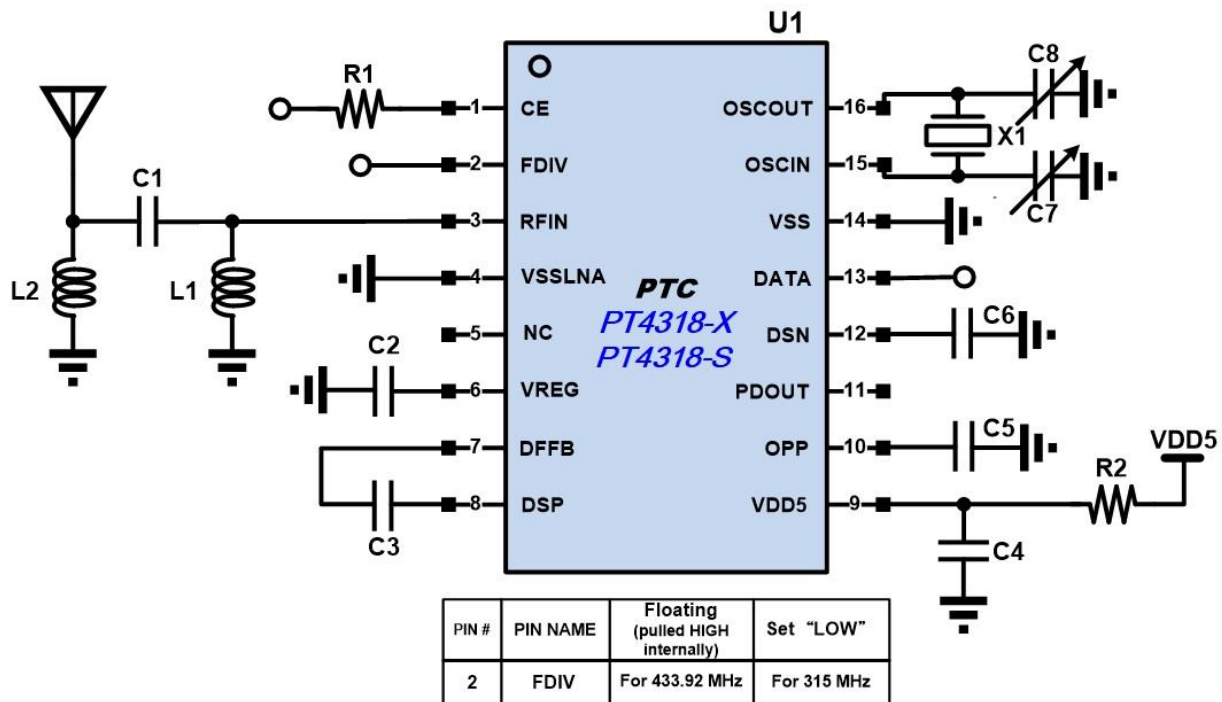 U1
C8
R1
1
CE
OSCOUT
16
X1
2
FDIV
OSCIN
15
C1
C7
3
RFIN
VSS
14
L2
L1
4
VSSLNA
PTC
DATA
13
PT4318-X
C6
5
NC
DSN
12
PT4318-S
C2
6
VREG
PDOUT
11
C5
7
DFFB
OPP
10
VDD5
R2
8
DSP
VDD5
9
C3
C4
PIN # PIN NAME Floating (pulled HIGH internally) Set “LOW”
2 FDIV For 433.92 MHz For 315 MHz